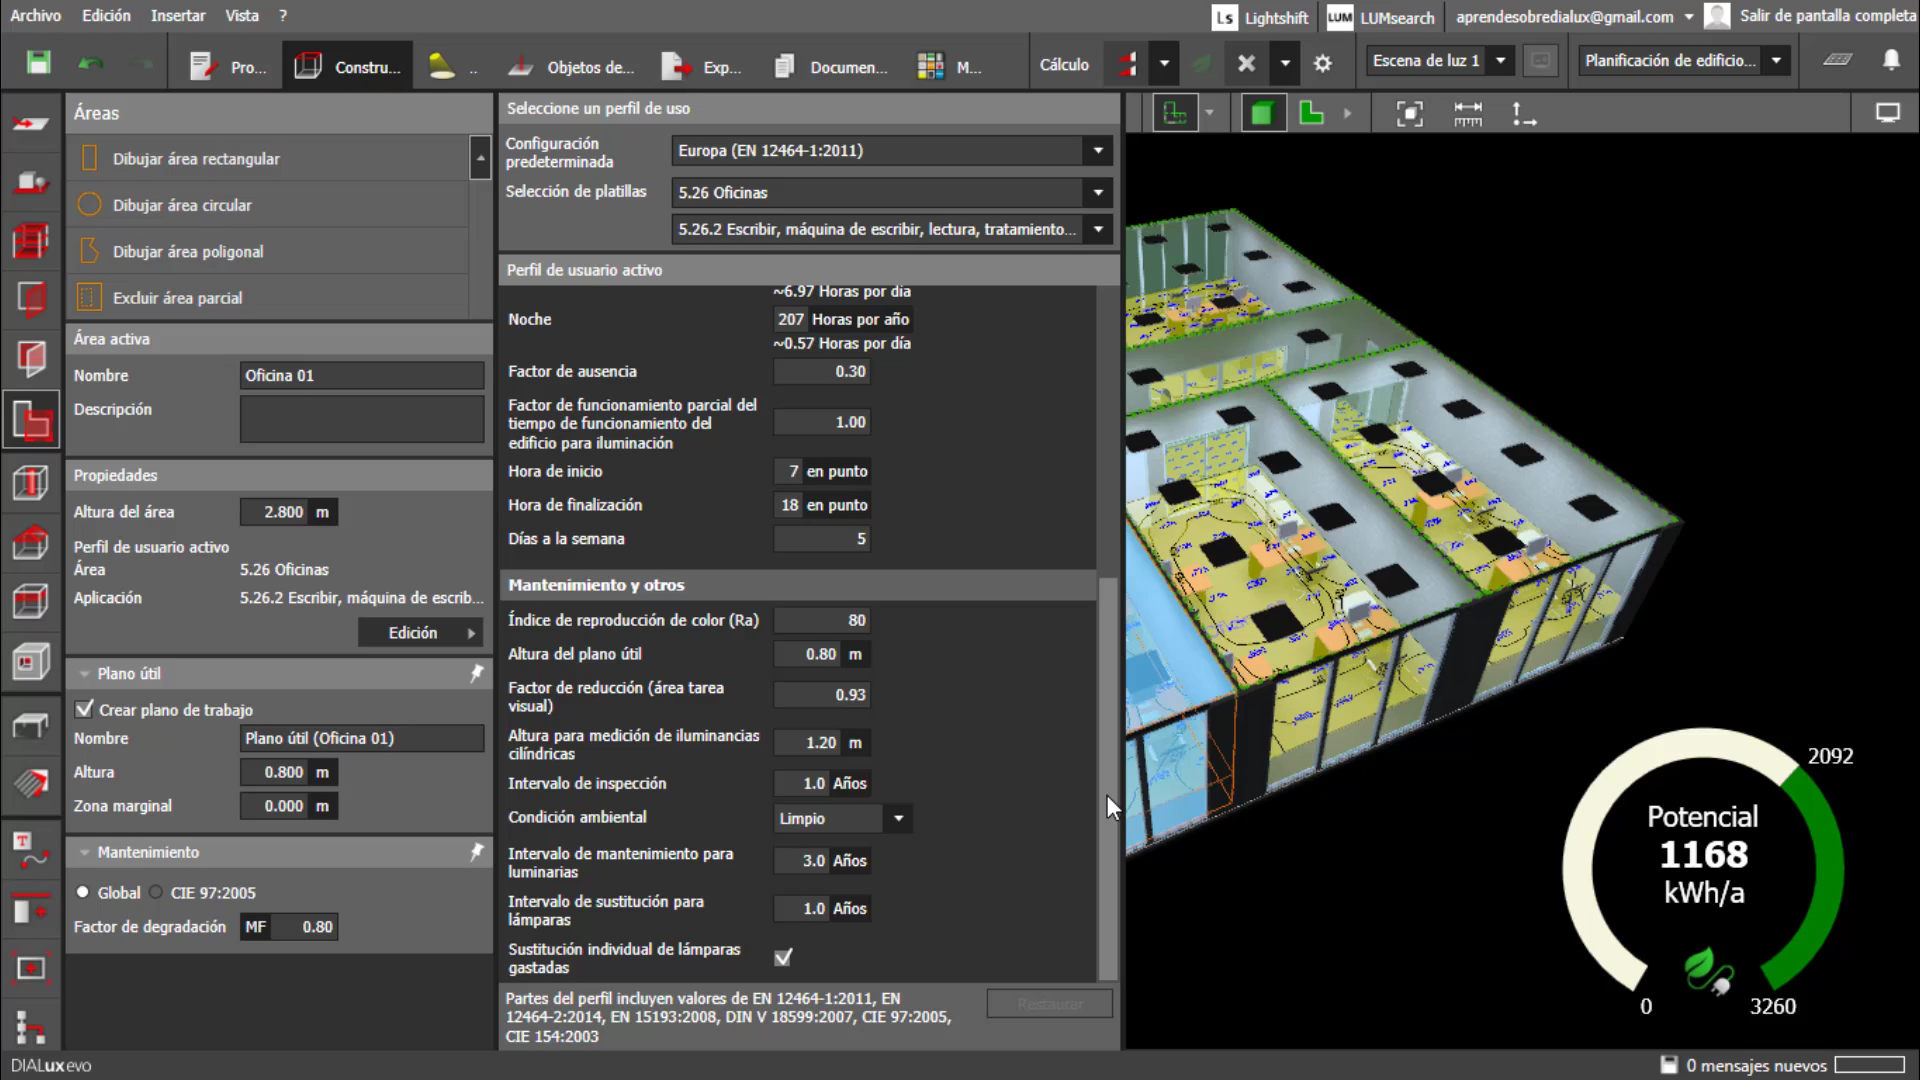 Archivo Edición Insertar Vista ?
Ls Lightshift LUM LUMsearch aprendesobredialux@gmail.com Salir de pantalla completa
Pro... Constru... .. Objetos de... Exp... Documen... M... Cálculo Escena de luz 1 Planificación de edificio...
Áreas
Dibujar área rectangular
Dibujar área circular
Dibujar área poligonal
Excluir área parcial
Área activa
Nombre Oficina 01
Descripción
Propiedades
Altura del área 2.800 m
Perfil de usuario activo
Área 5.26 Oficinas
Aplicación 5.26.2 Escribir, máquina de escrib...
Edición
Plano útil
Crear plano de trabajo
Nombre Plano útil (Oficina 01)
Altura 0.800 m
Zona marginal 0.000 m
Mantenimiento
Global CIE 97:2005
Factor de degradación MF 0.80
Seleccione un perfil de uso
Configuración
predeterminada
Europa (EN 12464-1:2011)
Selección de platillas 5.26 Oficinas
5.26.2 Escribir, máquina de escribir, lectura, tratamiento...
Perfil de usuario activo
~6.97 Horas por día
Noche 207 Horas por año
~0.57 Horas por día
Factor de ausencia 0.30
Factor de funcionamiento parcial del
tiempo de funcionamiento del 1.00
edificio para iluminación
Hora de inicio 7 en punto
Hora de finalización 18 en punto
Días a la semana 5
Mantenimiento y otros
Índice de reproducción de color (Ra) 80
Altura del plano útil 0.80 m
Factor de reducción (área tarea
visual)
0.93
Altura para medición de iluminancias
cilíndricas
1.20 m
Intervalo de inspección 1.0 Años
Condición ambiental Limpio
Intervalo de mantenimiento para
luminarias
3.0 Años
Intervalo de sustitución para
lámparas
1.0 Años
Sustitución individual de lámparas
gastadas
Partes del perfil incluyen valores de EN 12464-1:2011, EN
12464-2:2014, EN 15193:2008, DIN V 18599:2007, CIE 97:2005,
CIE 154:2003
Restaurar
2092
Potencial
1168
kWh/a
0 3260
DIALux evo
0 mensajes nuevos